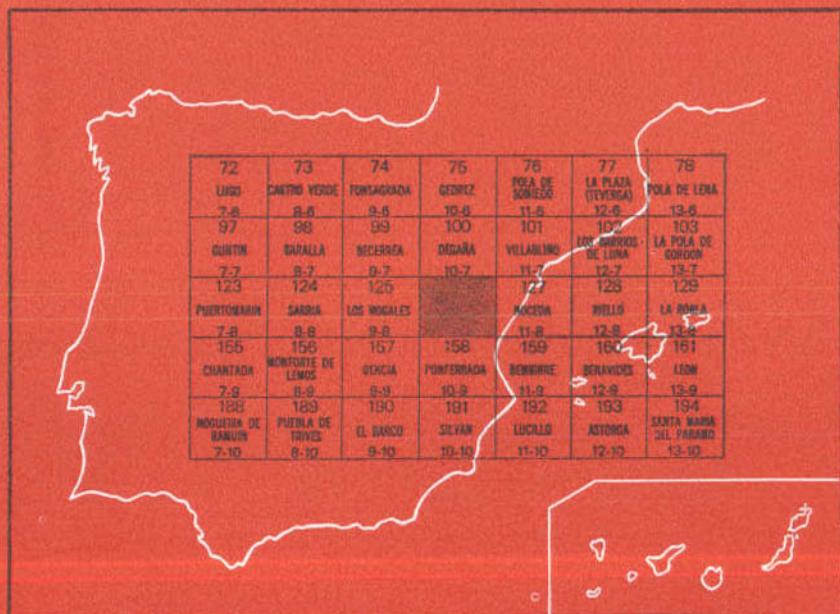 72 73 74 75 76 77 78
LUGO CASTRO VERDE FONSAGRADA GEDREZ POLA DE SOMIEDO LA PLAZA (TEVERGA) POLA DE LENA
7-6 8-6 9-6 10-6 11-6 12-6 13-6
97 98 99 100 101 102 103
GUNTIN BARALLA BECERREA DEGAÑA VILLABLINO LOS BARRIOS DE LUNA LA POLA DE GORDON
7-7 8-7 9-7 10-7 11-7 12-7 13-7
123 124 125 127 128 129
PUERTOMARIN SARRIA LOS NOGALES NOCEDA RIELLO LA ROBLA
7-8 8-8 9-8 11-8 12-8 13-8
155 156 157 158 159 160 161
CHANTADA MONFORTE DE LEMOS OENCIA PONFERRADA BEMBIBRE BENAVIDES LEON
7-9 8-9 9-9 10-9 11-9 12-9 13-9
188 189 190 191 192 193 194
NOGUEIRA DE RAMUIN PUEBLA DE TRIVES EL BARCO SILVAN LUCILLO ASTORGA SANTA MARIA DEL PARAMO
7-10 8-10 9-10 10-10 11-10 12-10 13-10